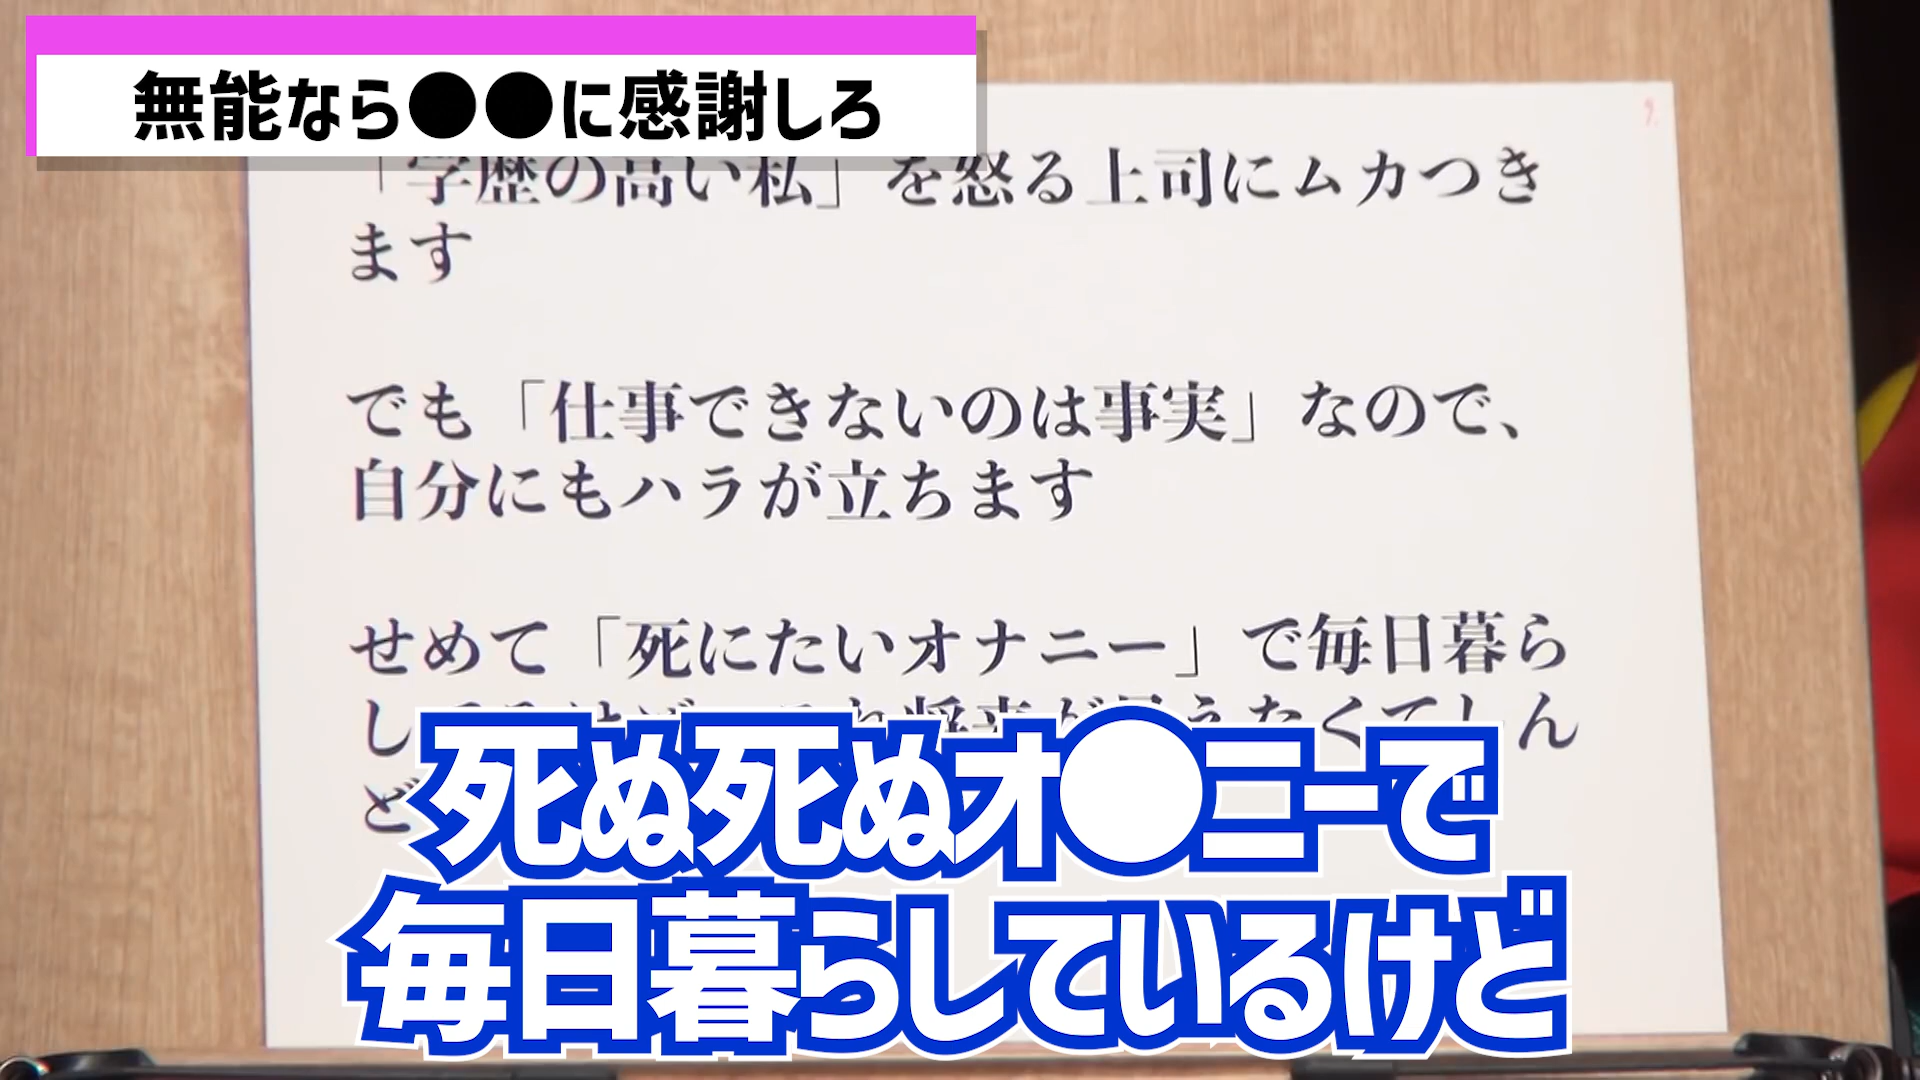 無能なら●●に感謝しろ
「学歴の高い私」を怒る上司にムカつき
ます
でも「仕事できないのは事実」なので、
自分にもハラが立ちます
せめて「死にたいオナニー」で毎日暮ら
し
ん
ど
死ぬ死ぬオ●ニーで
毎日暮らしているけど